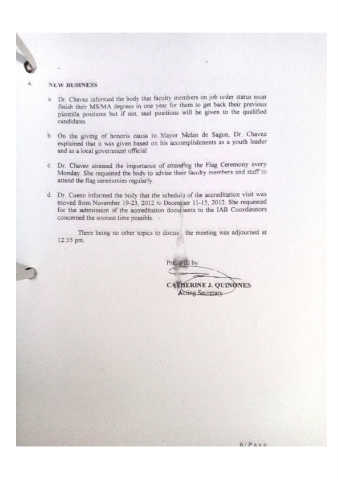 4. NEW BUSINESS
a. Dr. Chavez informed the body that faculty members on job order status must
finish their MS/MA degrees in one year for them to get back their previous
plantilla positions but if not, said positions will be given to the qualified
candidates.
b. On the giving of honoris causa to Mayor Melan de Sagun, Dr. Chavez
explained that it was given based on his accomplishments as a youth leader
and as a local government official.
c. Dr. Chavez stressed the importance of attending the Flag Ceremony every
Monday. She requested the body to advise their faculty members and staff to
attend the flag ceremonies regularly.
d. Dr. Cueno informed the body that the schedule of the accreditation visit was
moved from November 19-23, 2012 to December 11-15, 2012. She requested
for the submission of the accreditation documents to the IAB Coordinators
concerned the soonest time possible.
There being no other topics to discuss, the meeting was adjourned at
12:35 pm.
Prepared by:
CATHERINE J. QUINONES
Acting Secretary
6 | P a g e